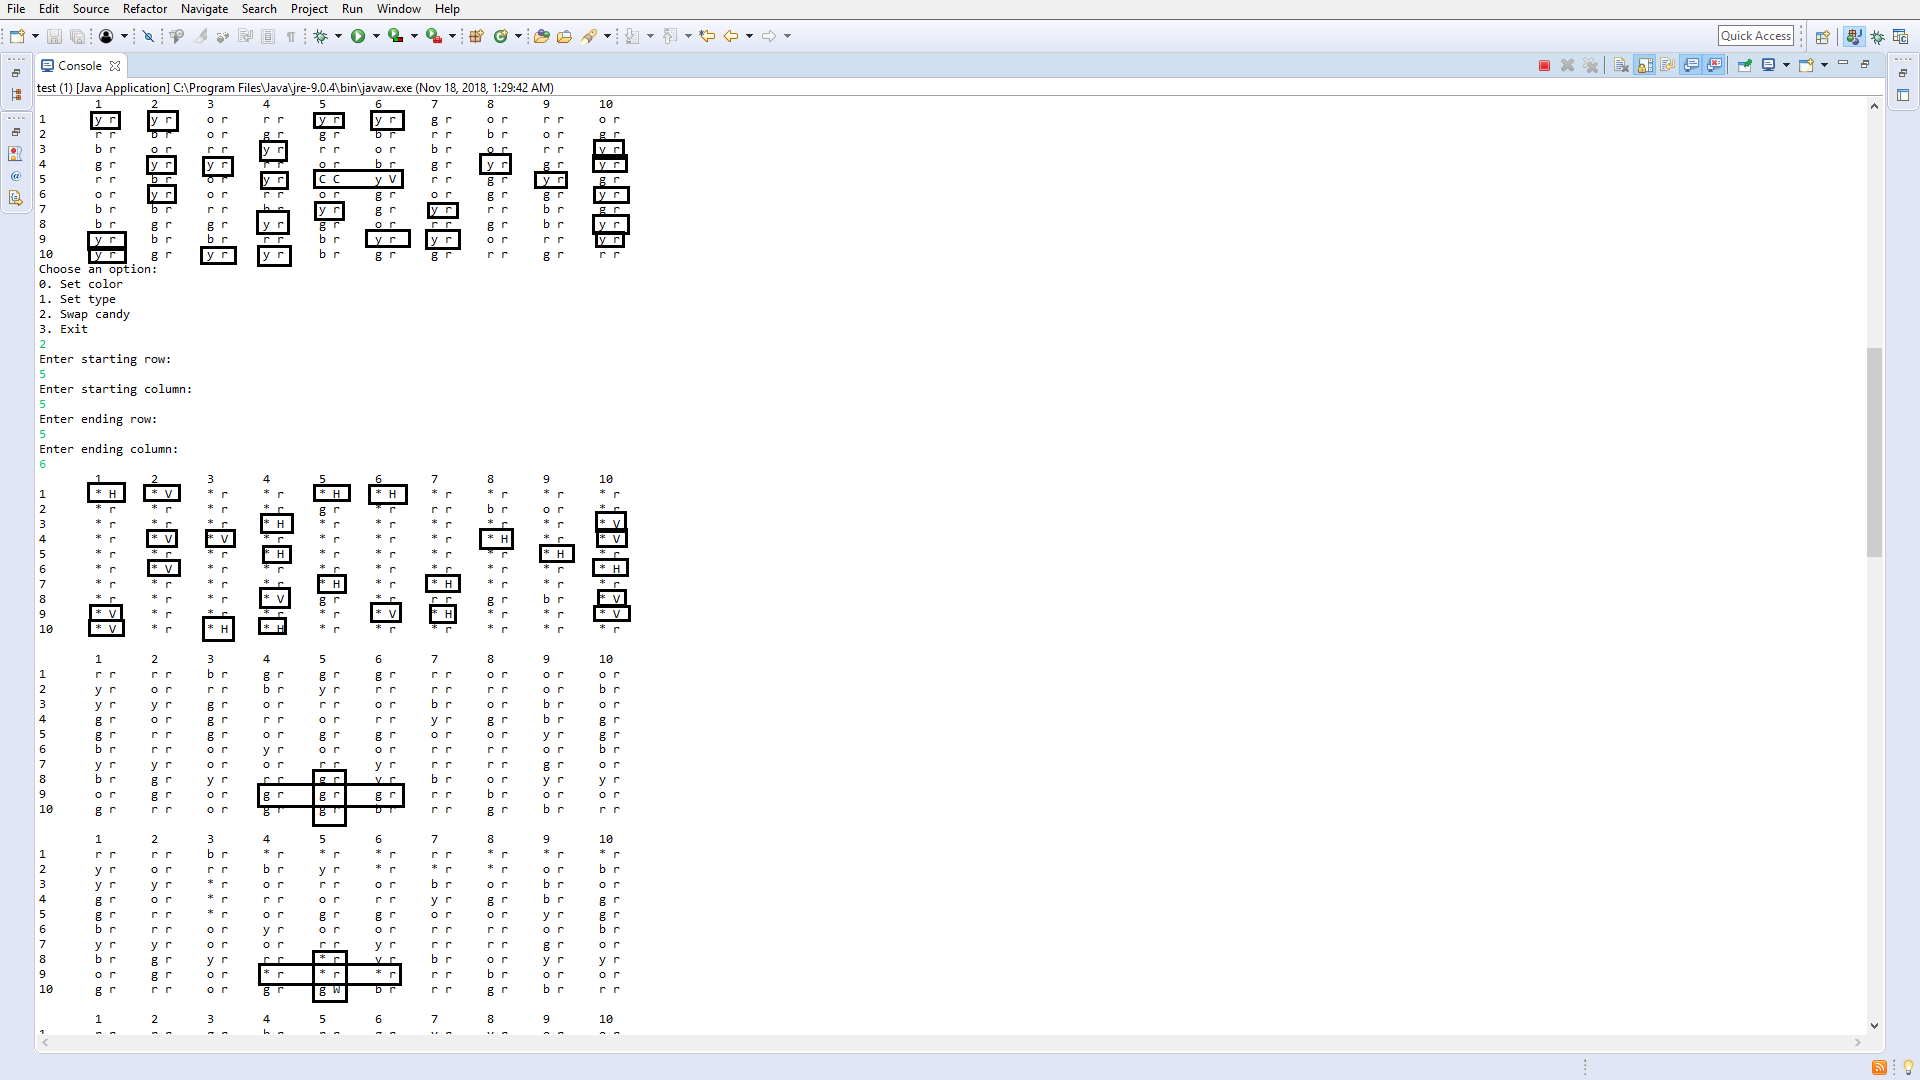 File Edit Source Refactor Navigate Search Project Run Window Help
Quick Access
Console
test (1) [Java Application] C:\Program Files\Java\jre-9.0.4\bin\javaw.exe (Nov 18, 2018, 1:29:42 AM)
1 2 3 4 5 6 7 8 9 10
1 y r y r o r r r y r y r g r o r r r o r
2 r r b r o r g r g r b r r r b r o r r r
3 b r o r r r y r r r o r b r o r r r y r
4 g r y r y r r r o r b r g r y r g r y r
5 r r b r o r y r C C y V r r g r y r g r
6 o r y r o r r r o r g r o r g r g r y r
7 b r b r r r b r y r g r y r r r b r g r
8 b r g r g r y r g r o r r r g r b r y r
9 y r b r b r r r b r y r y r o r r r y r
10 y r g r y r y r b r g r g r r r g r r r
Choose an option:
0. Set color
1. Set type
2. Swap candy
3. Exit
2
Enter starting row:
5
Enter starting column:
5
Enter ending row:
5
Enter ending column:
6
1 2 3 4 5 6 7 8 9 10
1 * H * V * r * r * H * H * r * r * r * r
2 * r * r * r * r g r * r r r b r o r * r
3 * r * r * r * H * r * r * r * r * r * V
4 * r * V * V * r * r * r * r * H * r * V
5 * r * r * r * H * r * r * r * r * H * r
6 * r * V * r * r * r * r * r * r * r * H
7 * r * r * r * r * H * r * H * r * r * r
8 * r * r * r * V g r * r r r g r b r * V
9 * V * r * r * r * r * V * H * r * r * V
10 * V * r * H * H * r * r * r * r * r * r
1 2 3 4 5 6 7 8 9 10
1 r r r r b r g r g r g r r r o r o r o r
2 y r o r r r b r y r r r r r o r o r b r
3 y r y r g r o r r r o r b r o r b r o r
4 g r o r g r r r o r r r y r g r b r g r
5 g r r r g r o r g r g r o r o r y r g r
6 b r r r o r y r o r o r r r r r o r b r
7 y r y r o r o r r r y r r r r r g r o r
8 b r g r y r r r g r y r b r o r y r y r
9 o r g r o r g r g r g r r r b r o r o r
10 g r r r o r g r g r b r r r g r b r r r
1 2 3 4 5 6 7 8 9 10
1 r r r r b r * r * r * r r r * r * r * r
2 y r o r r r b r y r * r * r * r o r b r
3 y r y r * r o r r r o r b r o r b r o r
4 g r o r * r r r o r r r y r g r b r g r
5 g r r r * r o r g r g r o r o r y r g r
6 b r r r o r y r o r o r r r r r o r b r
7 y r y r o r o r r r y r r r r r g r o r
8 b r g r y r r r * r y r b r o r y r y r
9 o r g r o r * r * r * r r r b r o r o r
10 g r r r o r g r g W b r r r g r b r r r
1 2 3 4 5 6 7 8 9 10